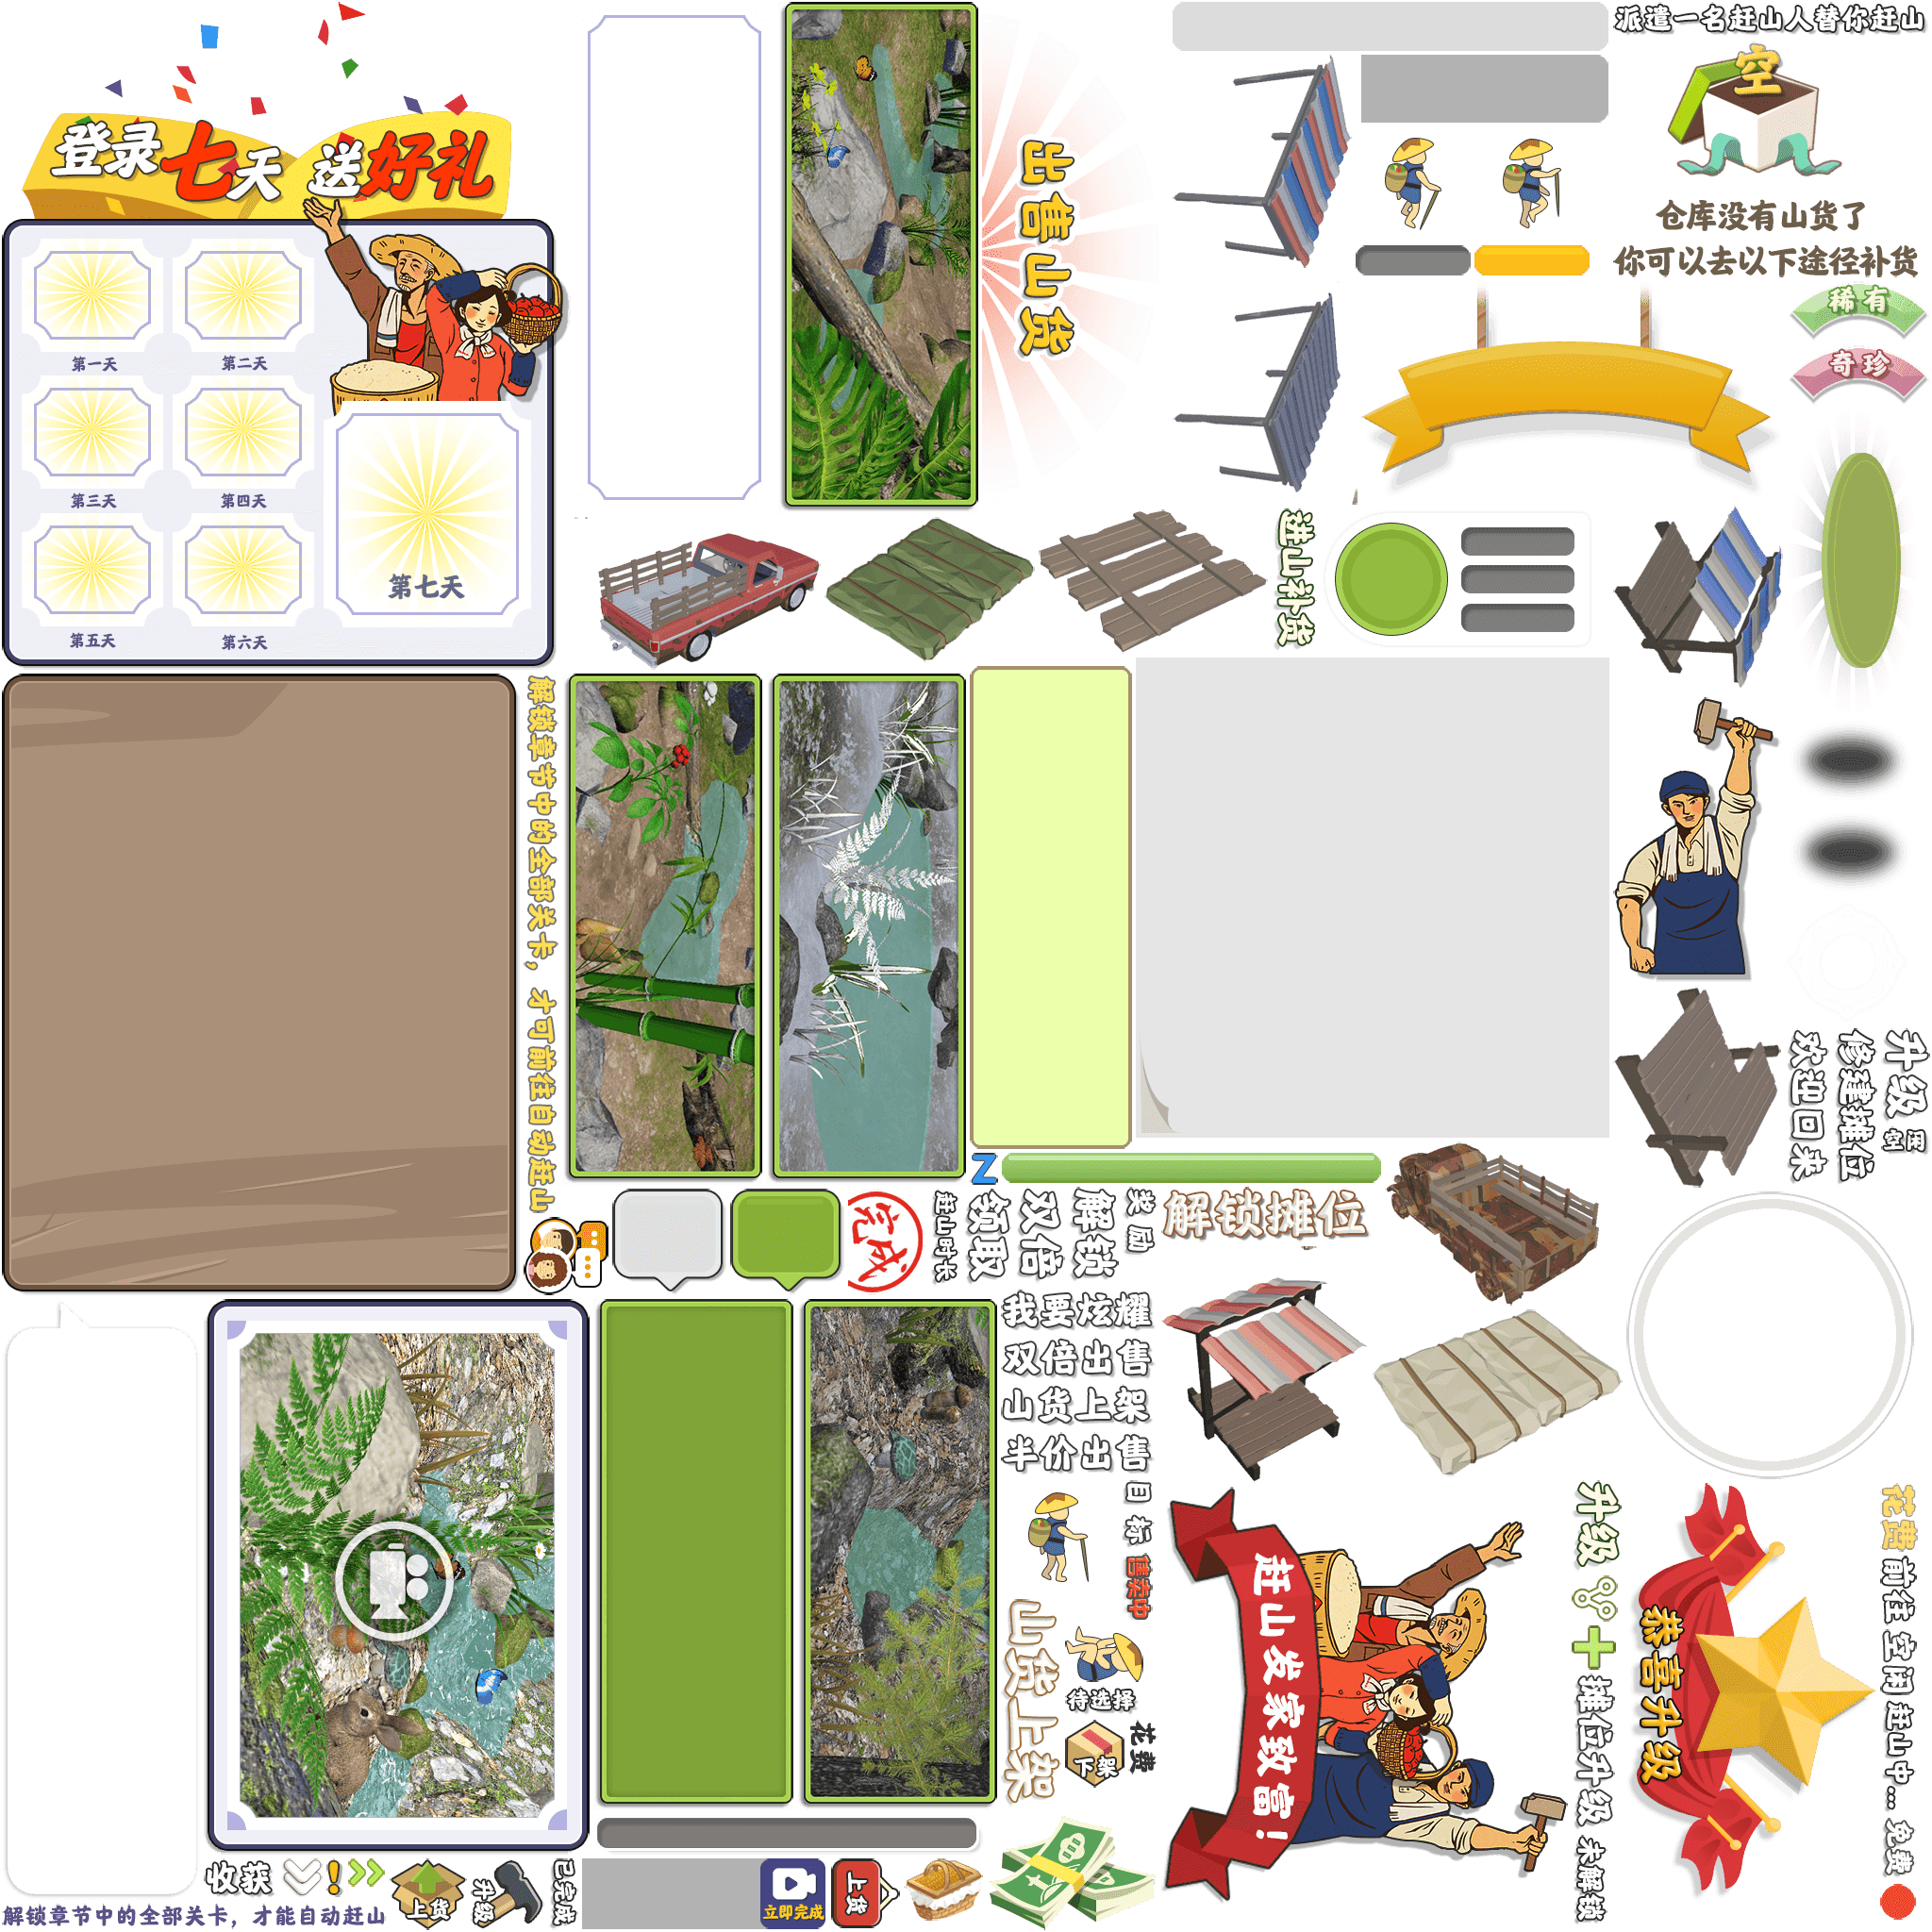 派遣一名赶山人替你赶山
空
登录七天 送好礼
出售山货
仓库没有山货了
你可以去以下途径补货
稀有
奇珍
第一天
第二天
第三天
第四天
第五天
第六天
第七天
进山补货
解锁章节中的全部关卡，才可前往自动赶山
升级
修建摊位
欢迎回来
Z
完成
赶山时长
领取
双倍
解锁
奖励
解锁摊位
我要炫耀
双倍出售
山货上架
半价出售
目标
售卖中
山货上架
待选择
花费
下架
赶山发家致富！
升级
摊位升级
未解锁
恭喜升级
花费
前往
空闲
赶山中...
免费
收获
上货
升级
已完成
立即完成
上货
解锁章节中的全部关卡，才能自动赶山